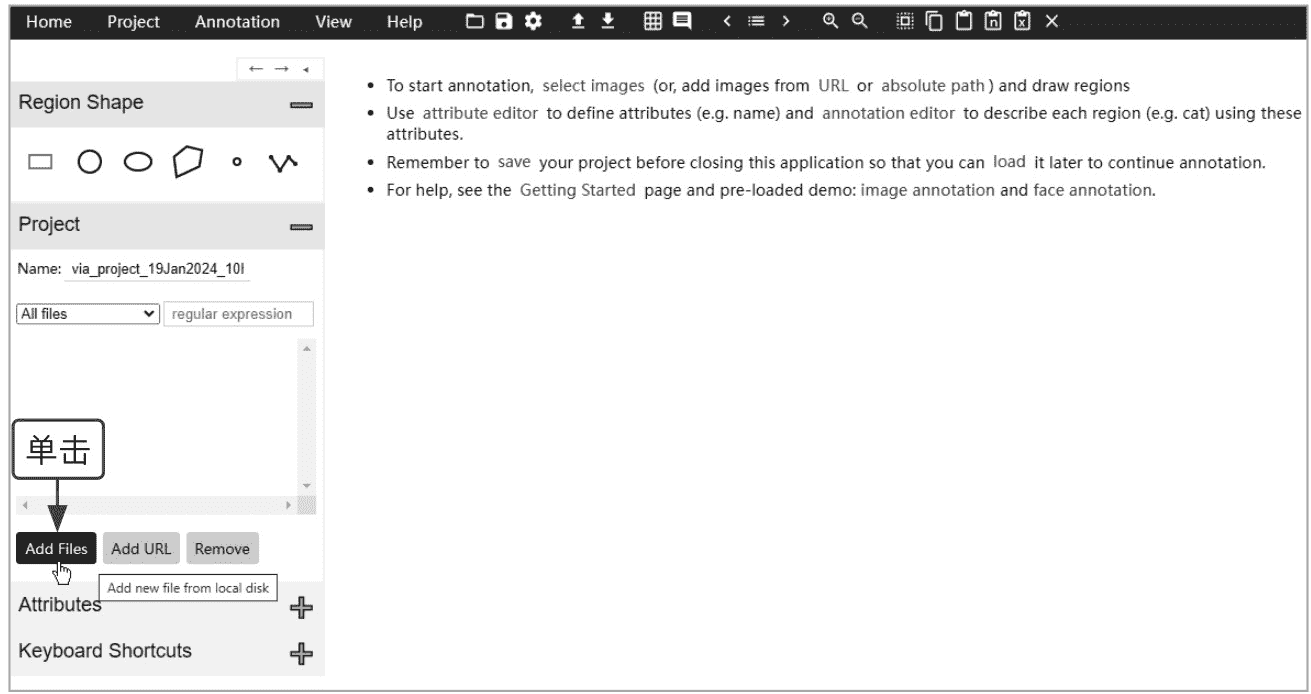 Home Project Annotation View Help
Region Shape
Project
Name: via_project_19Jan2024_10
All files regular expression
单击
Add Files Add URL Remove
Add new file from local disk
Attributes
Keyboard Shortcuts
To start annotation, select images (or, add images from URL or absolute path) and draw regions
Use attribute editor to define attributes (e.g. name) and annotation editor to describe each region (e.g. cat) using these
attributes.
Remember to save your project before closing this application so that you can load it later to continue annotation.
For help, see the Getting Started page and pre-loaded demo: image annotation and face annotation.